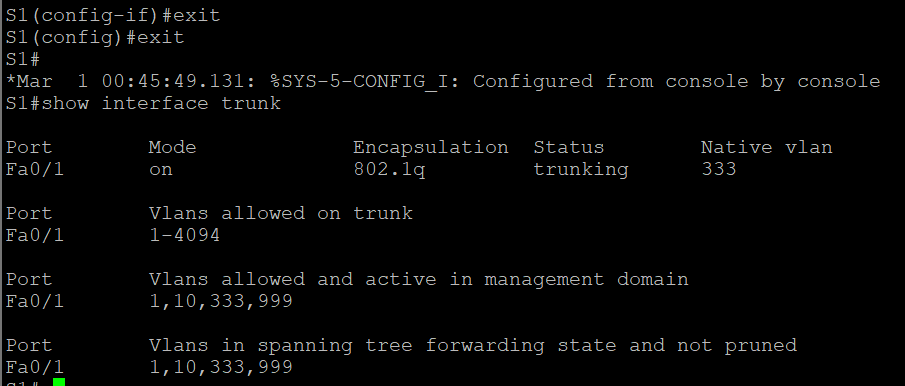 S1(config-if)#exit
S1(config)#exit
S1#
*Mar  1 00:45:49.131: %SYS-5-CONFIG_I: Configured from console by console
S1#show interface trunk

Port        Mode             Encapsulation  Status        Native vlan
Fa0/1       on               802.1q         trunking      333

Port        Vlans allowed on trunk
Fa0/1       1-4094

Port        Vlans allowed and active in management domain
Fa0/1       1,10,333,999

Port        Vlans in spanning tree forwarding state and not pruned
Fa0/1       1,10,333,999
S1#